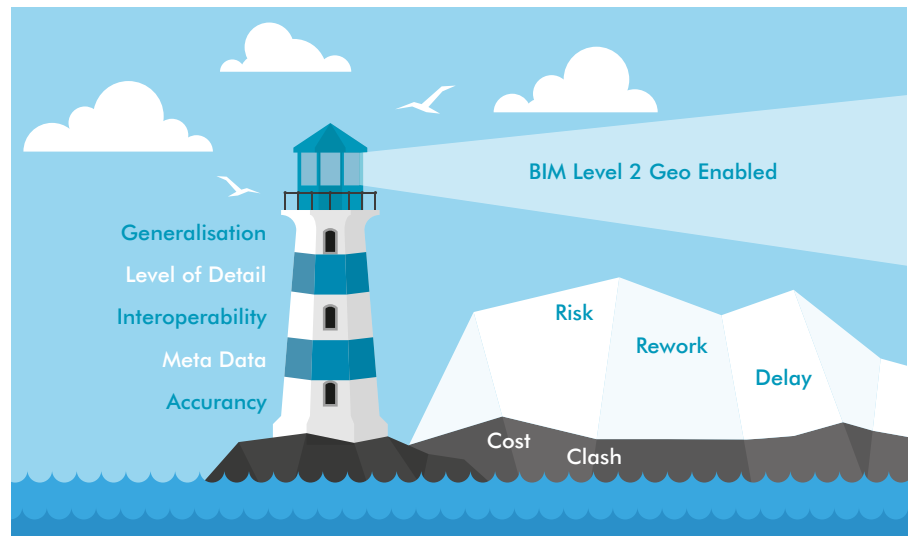 BIM Level 2 Geo Enabled
Generalisation
Level of Detail
Interoperability
Meta Data
Accurancy
Risk
Rework
Delay
Cost
Clash